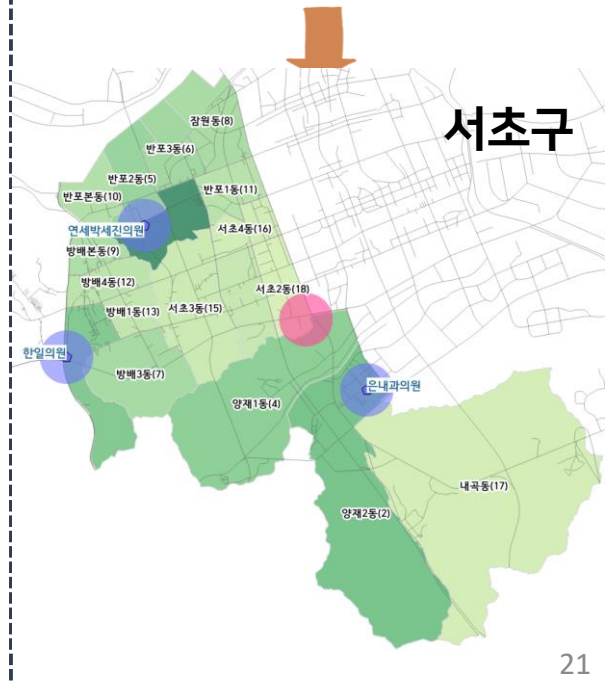 서초구
잠원동(8)
반포3동(6)
반포2동(5)
반포1동(11)
반포본동(10)
연세박세진의원
서초4동(16)
방배본동(9)
방배4동(12)
서초2동(18)
방배1동(13)
서초3동(15)
한일의원
방배3동(7)
은내과의원
양재1동(4)
내곡동(17)
양재2동(2)
21